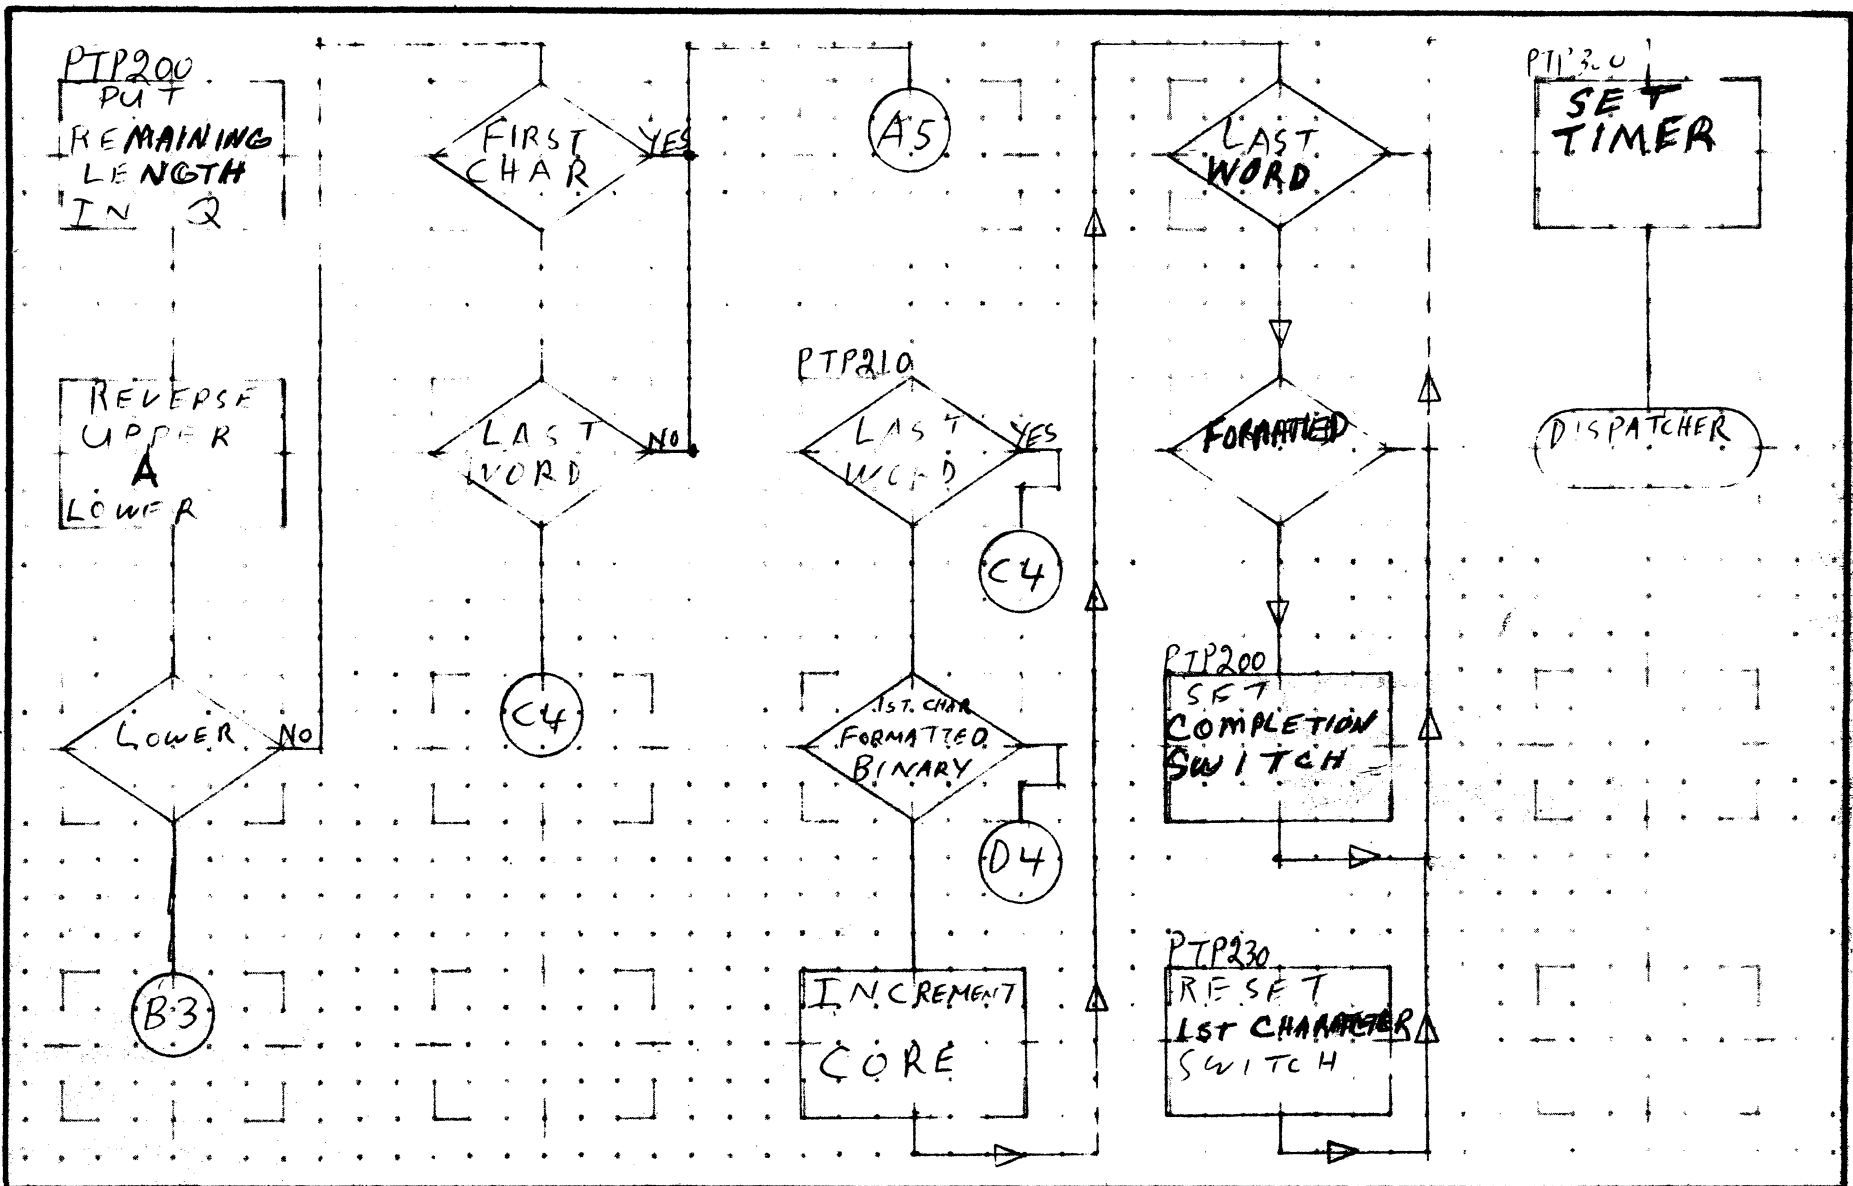 PTP200
PUT
REMAINING
LENGTH
IN Q
REVERSE
UPPER
A
LOWER
LOWER
NO
B3
FIRST
CHAR
YES
LAST
WORD
NO
C4
A5
PTP210
LAST
WORD
YES
C4
1ST. CHAR
FORMATTED
BINARY
D4
INCREMENT
CORE
LAST
WORD
FORMATTED
PTP200
SET
COMPLETION
SWITCH
PTP230
RESET
1ST CHARACTER
SWITCH
PTP300
SET
TIMER
DISPATCHER